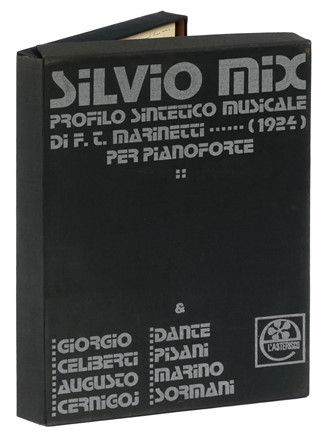 SILVIO MIX
PROFILO SINTETICO MUSICALE
DI F. T. MARINETTI ······ (1924)
PER PIANOFORTE
::
&
GIORGIO
CELIBERTI
AUGUSTO
CERNIGOJ
DANTE
PISANI
MARINO
SORMANI
L'ASTERISCO